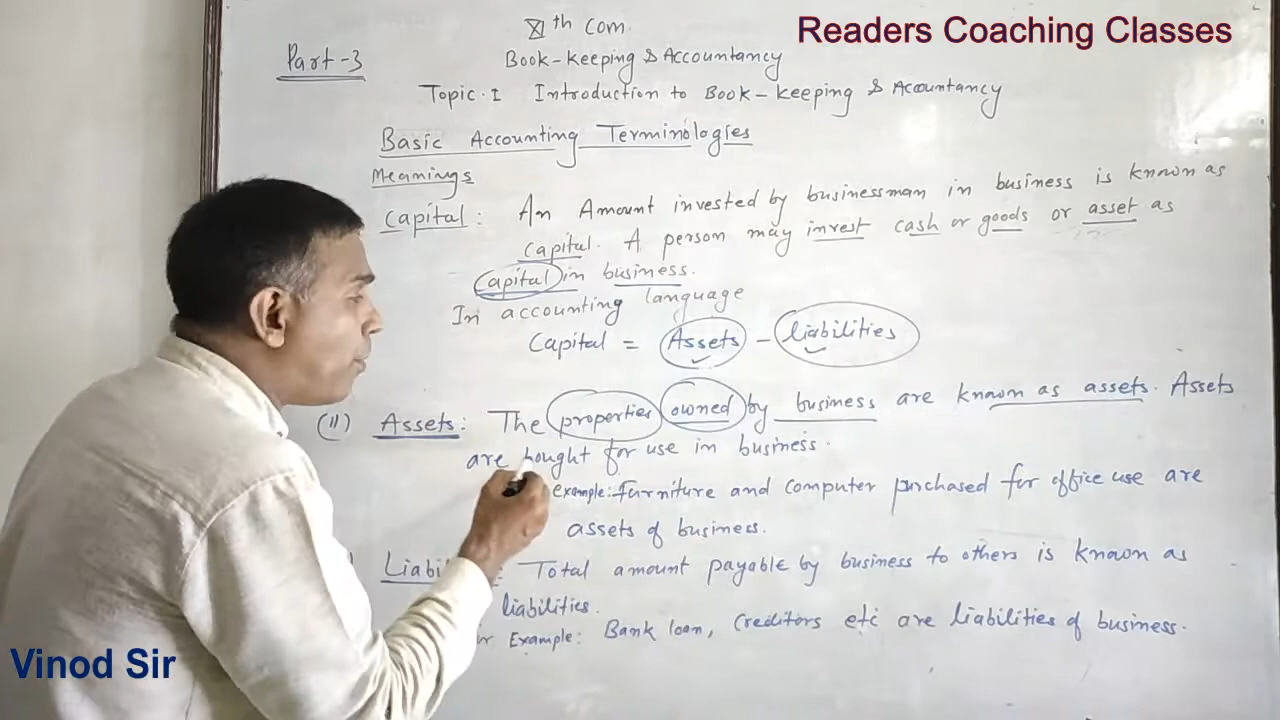 Readers Coaching Classes
XIth Com.
Part-3
Book-keeping & Accountancy
Topic.1 Introduction to Book-keeping & Accountancy
Basic Accounting Terminologies
Meanings
Capital: An Amount invested by businessman in business is known as
capital. A person may invest cash or goods or asset as
Capital in business.
In accounting language
Capital = Assets - liabilities
(II) Assets: The properties owned by business are known as assets. Assets
are bought for use in business.
example:- furniture and computer purchased for office use are
assets of business.
Total amount payable by business to others is known as
liabilities.
Example: Bank loan, Creditors etc are liabilities of business.
Vinod Sir